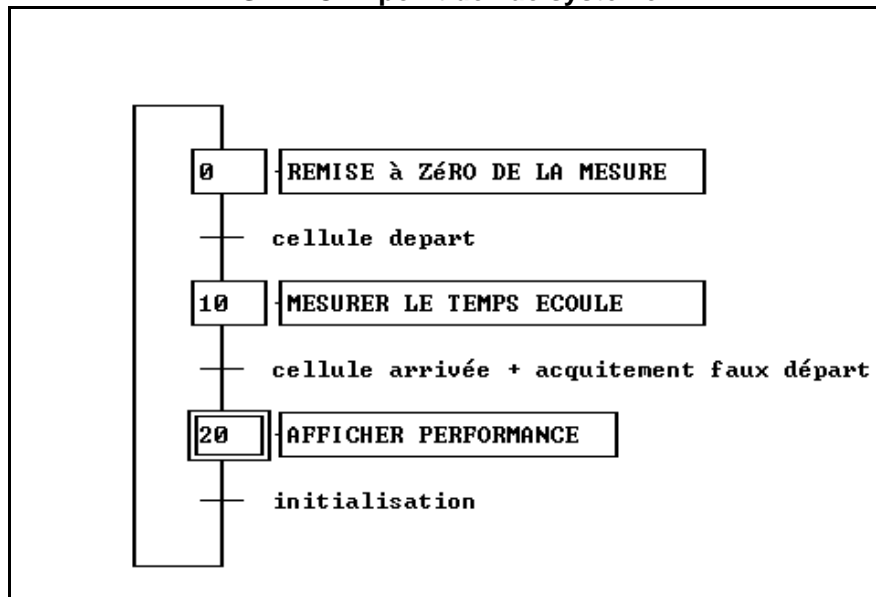 0 REMISE à ZéRO DE LA MESURE
cellule depart
10 MESURER LE TEMPS ECOULE
cellule arrivée + acquitement faux départ
20 AFFICHER PERFORMANCE
initialisation